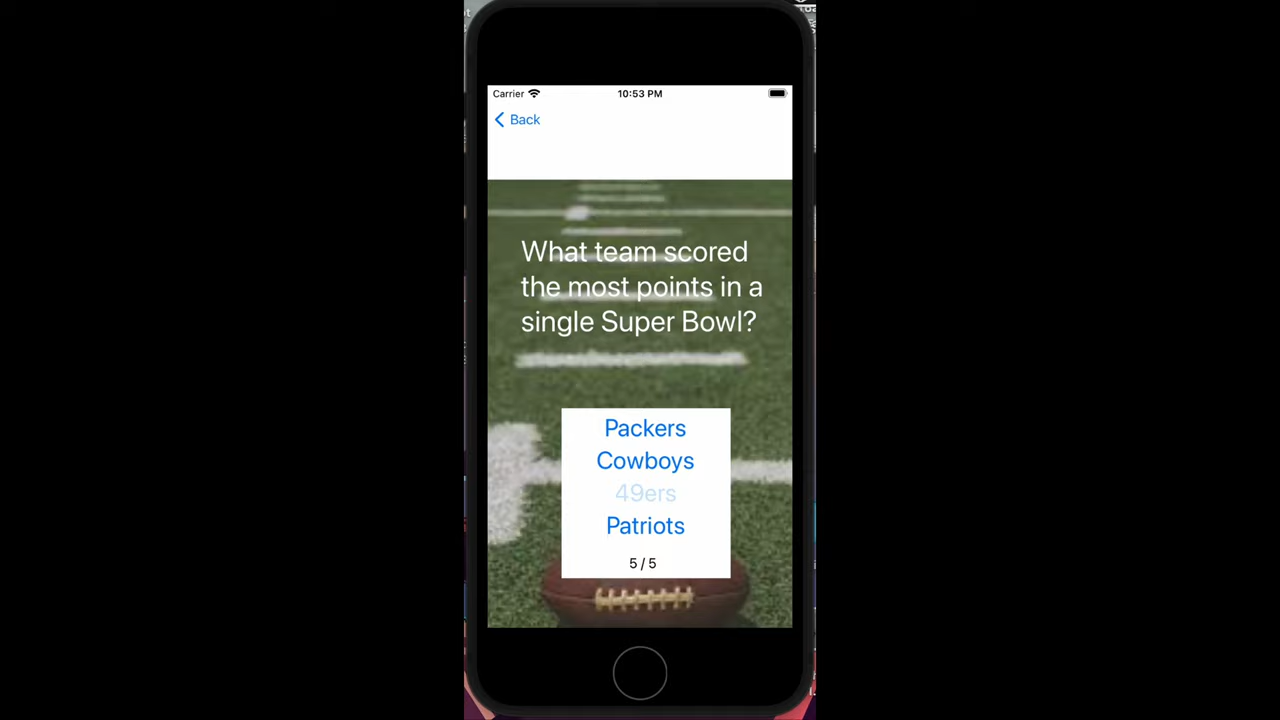 Carrier
10:53 PM
Back
What team scored
the most points in a
single Super Bowl?
Packers
Cowboys
49ers
Patriots
5 / 5